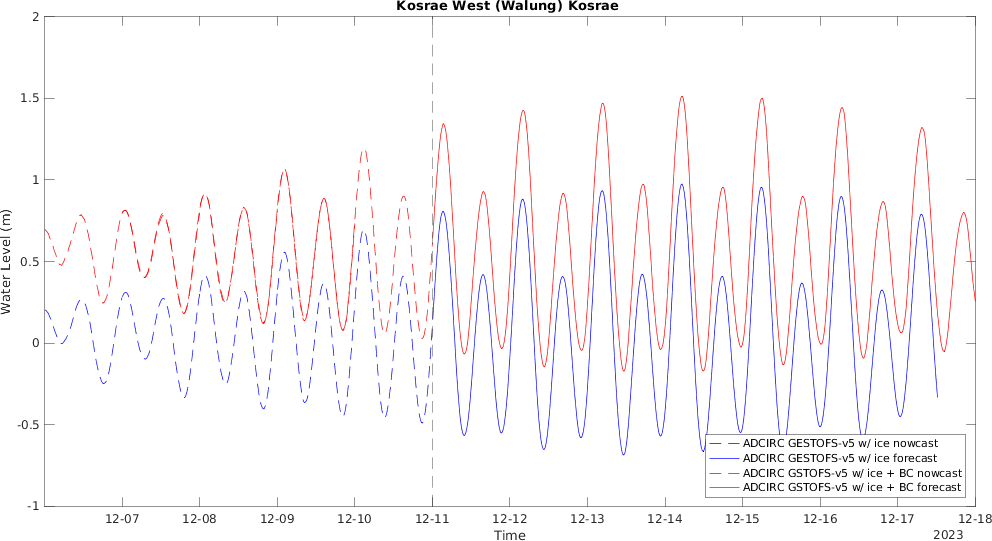 Kosrae West (Walung) Kosrae
2
1.5
1
0.5
0
-0.5
-1
Water Level (m)
12-07 12-08 12-09 12-10 12-11 12-12 12-13 12-14 12-15 12-16 12-17 12-18
Time
2023
ADCIRC GESTOFS-v5 w/ ice nowcast
ADCIRC GESTOFS-v5 w/ ice forecast
ADCIRC GSTOFS-v5 w/ ice + BC nowcast
ADCIRC GSTOFS-v5 w/ ice + BC forecast